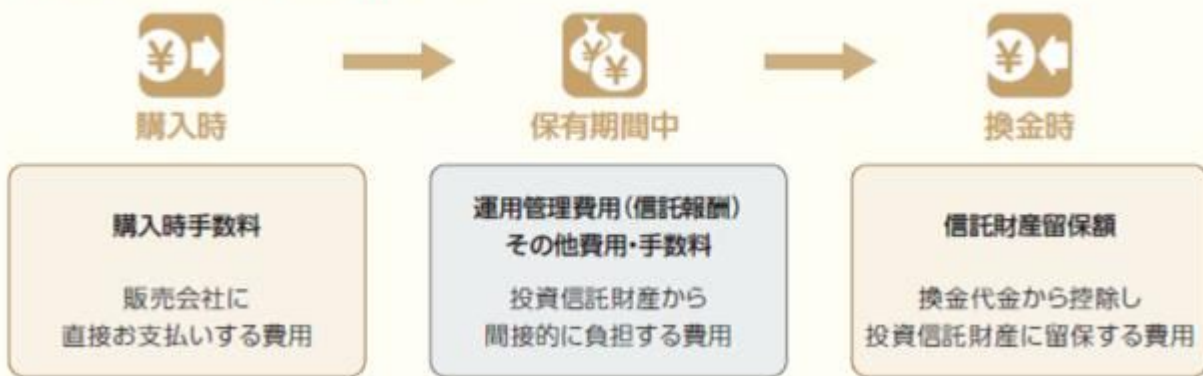 購入時
保有期間中
換金時
購入時手数料
販売会社に
直接お支払いする費用
運用管理費用(信託報酬)
その他費用・手数料
投資信託財産から
間接的に負担する費用
信託財産留保額
換金代金から控除し
投資信託財産に留保する費用